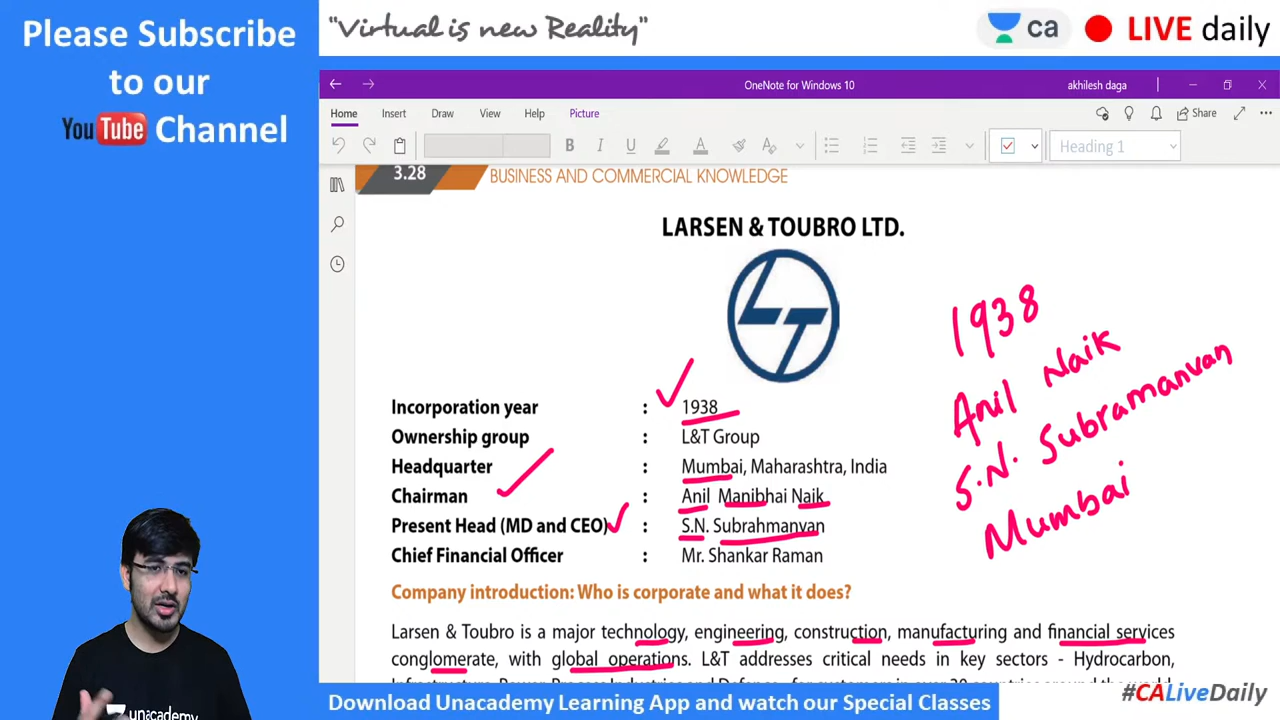 Please Subscribe
to our
YouTube Channel
"Virtual is new Reality"
ca LIVE daily
OneNote for Windows 10
akhilesh daga
Home Insert Draw View Help Picture
Share
B I U A
Heading 1
3.28 BUSINESS AND COMMERCIAL KNOWLEDGE
LARSEN & TOUBRO LTD.
LT
Incorporation year : 1938
Ownership group : L&T Group
Headquarter : Mumbai, Maharashtra, India
Chairman : Anil Manibhai Naik
Present Head (MD and CEO) : S.N. Subrahmanvan
Chief Financial Officer : Mr. Shankar Raman
1938
Anil Naik
S.N. Subramanvan
Mumbai
Company introduction: Who is corporate and what it does?
Larsen & Toubro is a major technology, engineering, construction, manufacturing and financial services
conglomerate, with global operations. L&T addresses critical needs in key sectors - Hydrocarbon,
unacademy
Download Unacademy Learning App and watch our Special Classes
#CALiveDaily